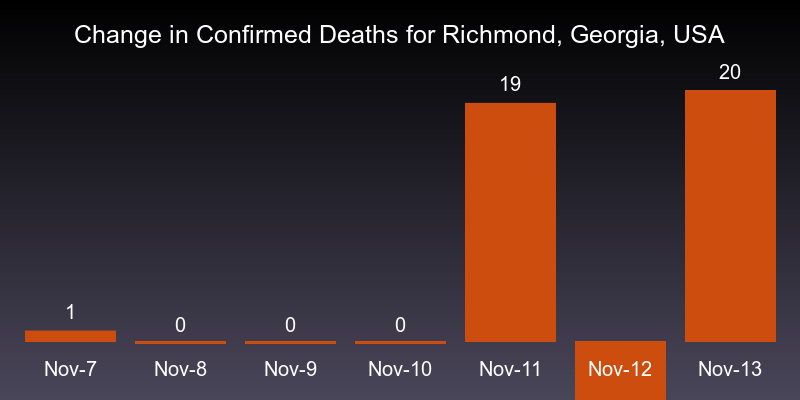 Change in Confirmed Deaths for Richmond, Georgia, USA
1
0
0
0
19
20
Nov-7
Nov-8
Nov-9
Nov-10
Nov-11
Nov-12
Nov-13